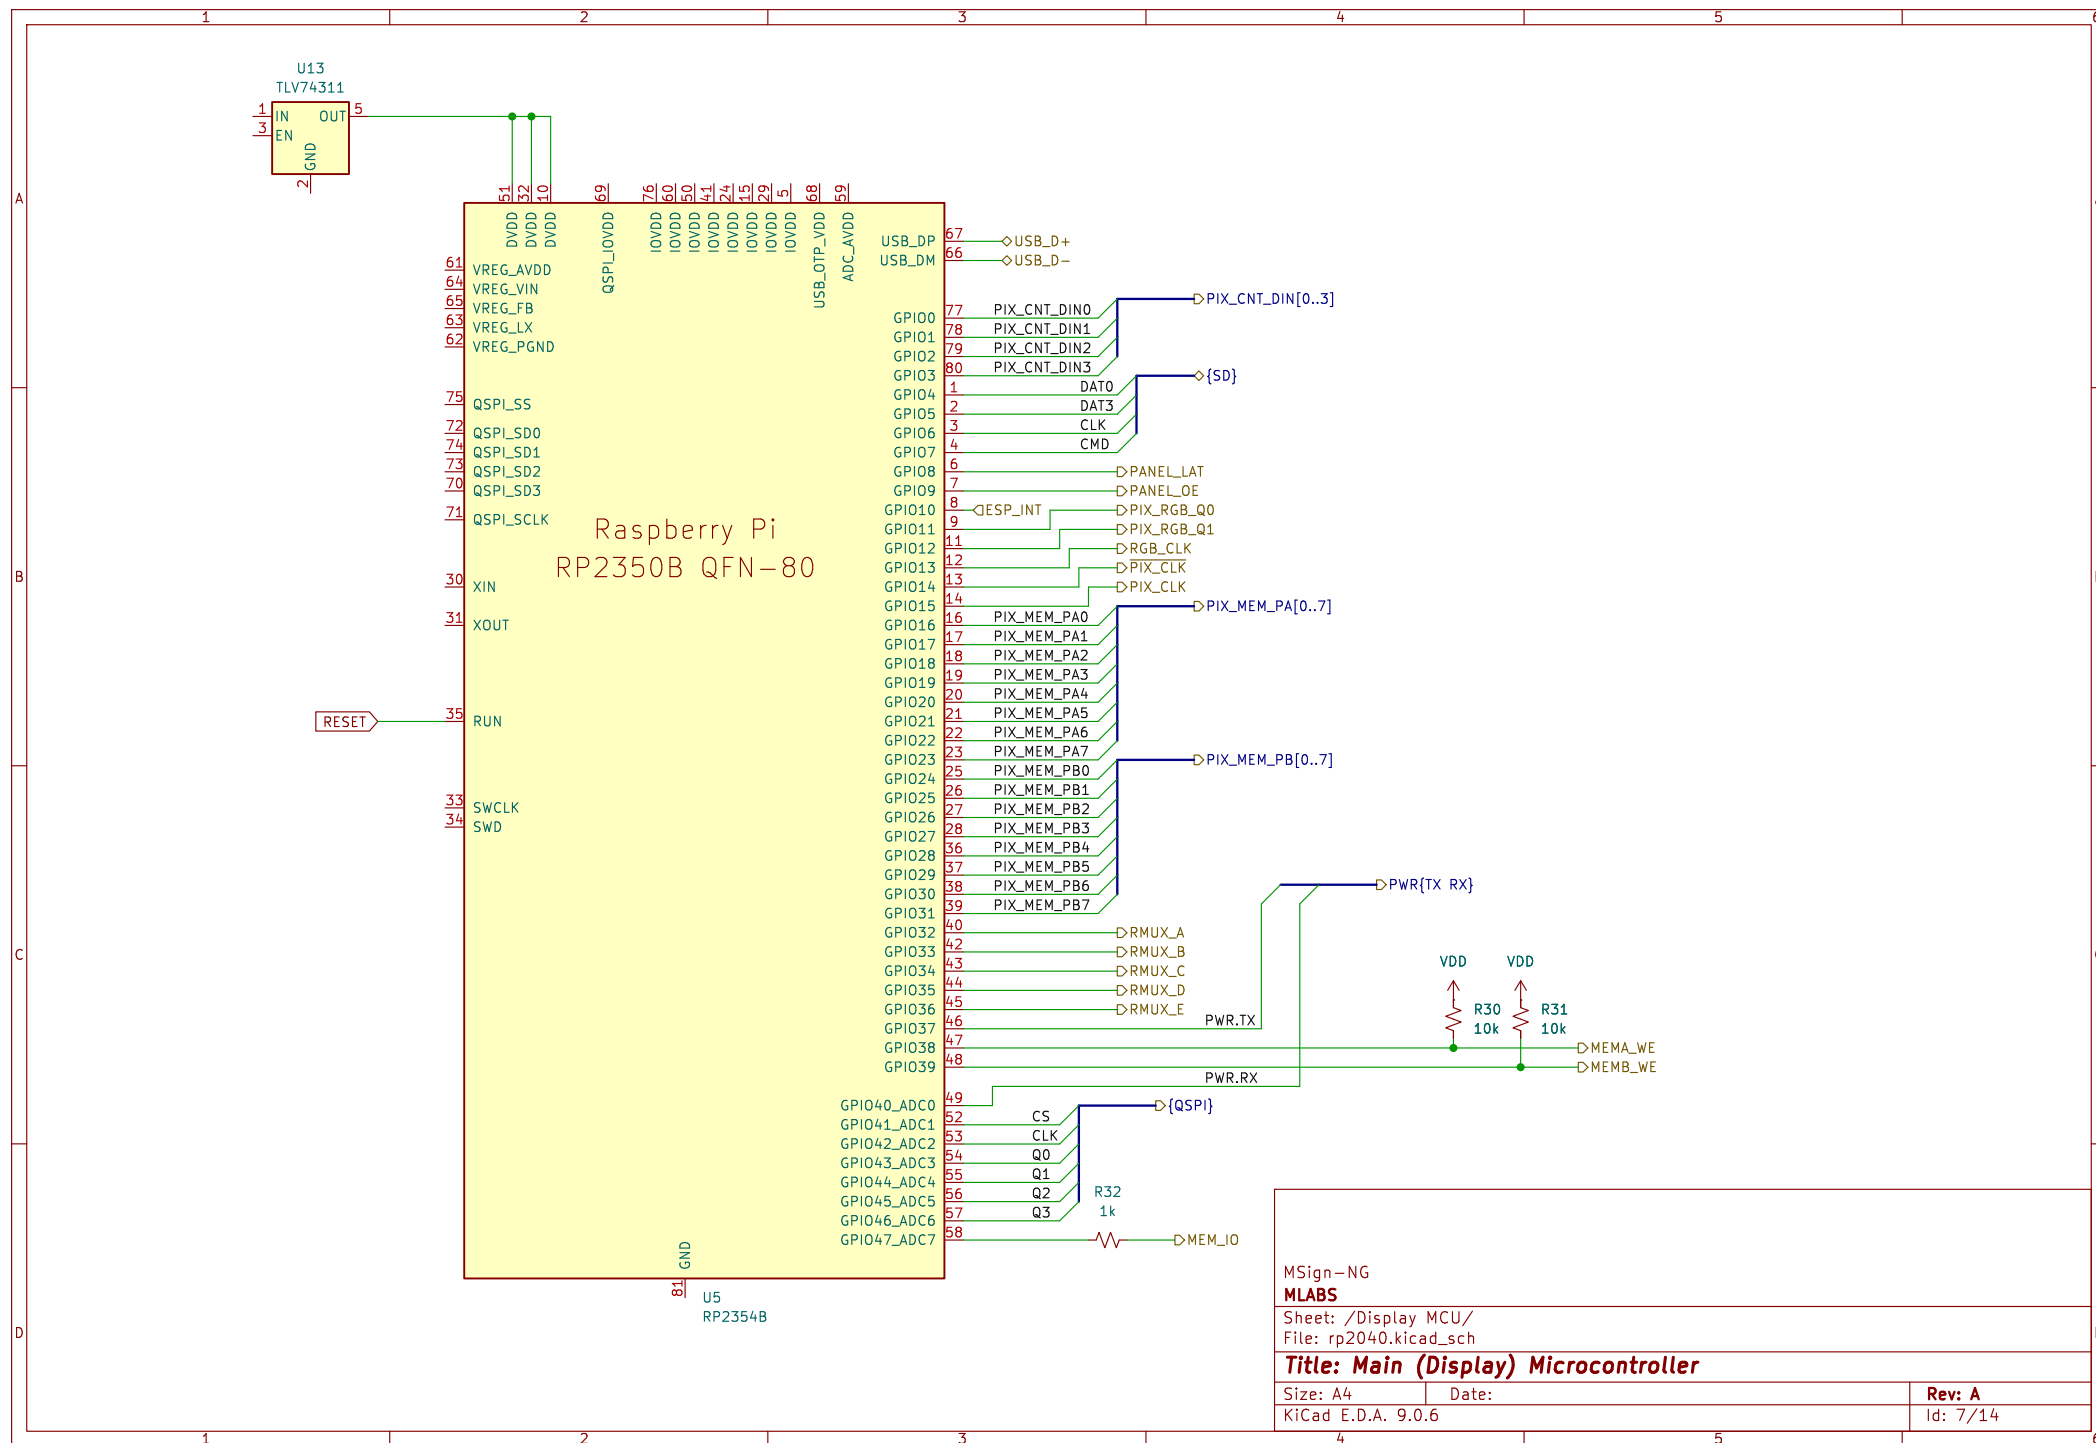 1 2 3 4 5 6
U13
TLV74311
1 IN OUT 5
3 EN
GND
2
A
51 32 10 69 76 60 50 41 24 15 29 5 68 59
DVDD DVDD DVDD QSPI_IOVDD IOVDD IOVDD IOVDD IOVDD IOVDD IOVDD IOVDD IOVDD USB_OTP_VDD ADC_AVDD
61 VREG_AVDD
64 VREG_VIN
65 VREG_FB
63 VREG_LX
62 VREG_PGND
75 QSPI_SS
72 QSPI_SD0
74 QSPI_SD1
73 QSPI_SD2
70 QSPI_SD3
71 QSPI_SCLK
30 XIN
31 XOUT
RESET 35 RUN
33 SWCLK
34 SWD
Raspberry Pi
RP2350B QFN-80
USB_DP 67 USB_D+
USB_DM 66 USB_D-
PIX_CNT_DIN[0..3]
GPIO0 77 PIX_CNT_DIN0
GPIO1 78 PIX_CNT_DIN1
GPIO2 79 PIX_CNT_DIN2
GPIO3 80 PIX_CNT_DIN3
{SD}
GPIO4 1 DAT0
GPIO5 2 DAT3
GPIO6 3 CLK
GPIO7 4 CMD
GPIO8 6 PANEL_LAT
GPIO9 7 PANEL_OE
GPIO10 8 ESP_INT PIX_RGB_Q0
GPIO11 9 PIX_RGB_Q1
GPIO12 11 RGB_CLK
GPIO13 12 PIX_CLK
GPIO14 13 PIX_CLK
GPIO15 14 PIX_MEM_PA[0..7]
GPIO16 16 PIX_MEM_PA0
GPIO17 17 PIX_MEM_PA1
GPIO18 18 PIX_MEM_PA2
GPIO19 19 PIX_MEM_PA3
GPIO20 20 PIX_MEM_PA4
GPIO21 21 PIX_MEM_PA5
GPIO22 22 PIX_MEM_PA6
GPIO23 23 PIX_MEM_PA7
PIX_MEM_PB[0..7]
GPIO24 25 PIX_MEM_PB0
GPIO25 26 PIX_MEM_PB1
GPIO26 27 PIX_MEM_PB2
GPIO27 28 PIX_MEM_PB3
GPIO28 36 PIX_MEM_PB4
GPIO29 37 PIX_MEM_PB5
GPIO30 38 PIX_MEM_PB6
GPIO31 39 PIX_MEM_PB7
PWR{TX RX}
GPIO32 40 RMUX_A
GPIO33 42 RMUX_B
GPIO34 43 RMUX_C
GPIO35 44 RMUX_D
GPIO36 45 RMUX_E
GPIO37 46 PWR.TX
VDD VDD
R30 R31
10k 10k
GPIO38 47 MEMA_WE
GPIO39 48 MEMB_WE
PWR.RX
GPIO40_ADC0 49 {QSPI}
GPIO41_ADC1 52 CS
GPIO42_ADC2 53 CLK
GPIO43_ADC3 54 Q0
GPIO44_ADC4 55 Q1
GPIO45_ADC5 56 Q2
GPIO46_ADC6 57 Q3
R32
1k
GPIO47_ADC7 58 MEM_IO
GND
81
U5
RP2354B
B
C
D
MSign-NG
MLABS
Sheet: /Display MCU/
File: rp2040.kicad_sch
Title: Main (Display) Microcontroller
Size: A4 Date: Rev: A
KiCad E.D.A. 9.0.6 Id: 7/14
1 2 3 4 5 6